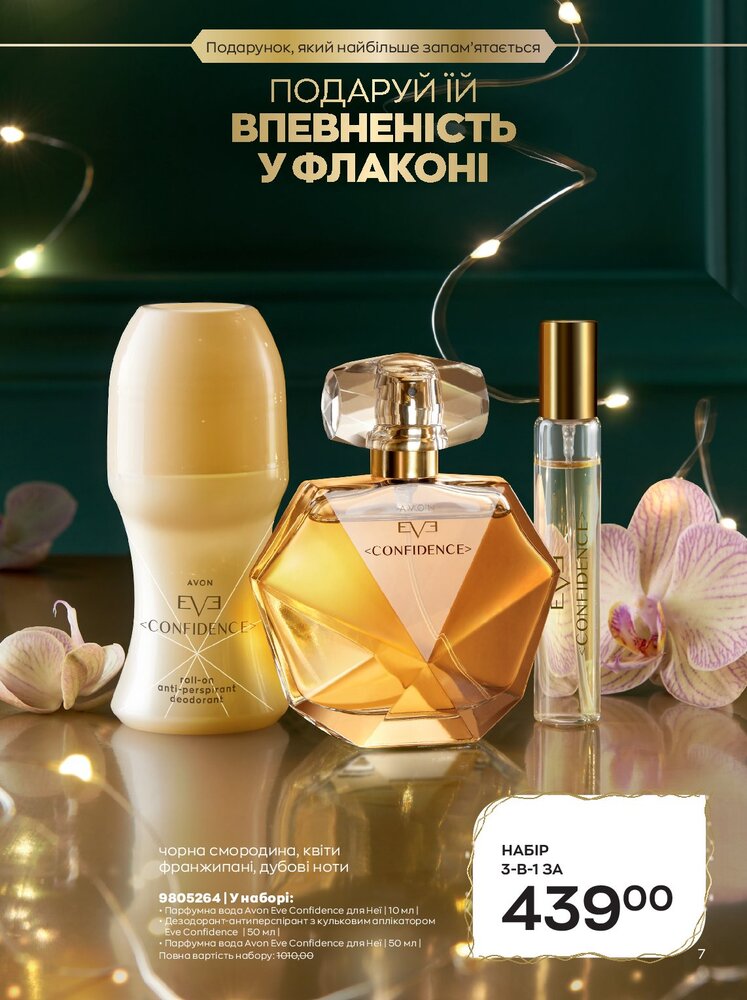 Подарунок, який найбільше запам’ятається
ПОДАРУЙ ЇЙ
ВПЕВНЕНІСТЬ
У ФЛАКОНІ
AVON
EVE
<CONFIDENCE>
roll-on
anti-perspirant
deodorant
AVON
EVE
<CONFIDENCE>
EVE
<CONFIDENCE>
чорна смородина, квіти
франжипані, дубові ноти
9805264 | У наборі:
• Парфумна вода Avon Eve Confidence для Неї | 10 мл |
• Дезодорант-антиперспірант з кульковим аплікатором
Eve Confidence | 50 мл |
• Парфумна вода Avon Eve Confidence для Неї | 50 мл |
Повна вартість набору: 1010,00
НАБІР
3-В-1 ЗА
439⁰⁰
7